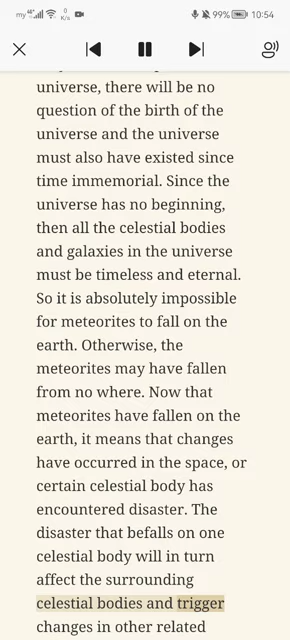 my 4G 0 K/s 99% 10:54
universe, there will be no
question of the birth of the
universe and the universe
must also have existed since
time immemorial. Since the
universe has no beginning,
then all the celestial bodies
and galaxies in the universe
must be timeless and eternal.
So it is absolutely impossible
for meteorites to fall on the
earth. Otherwise, the
meteorites may have fallen
from no where. Now that
meteorites have fallen on the
earth, it means that changes
have occurred in the space, or
certain celestial body has
encountered disaster. The
disaster that befalls on one
celestial body will in turn
affect the surrounding
celestial bodies and trigger
changes in other related